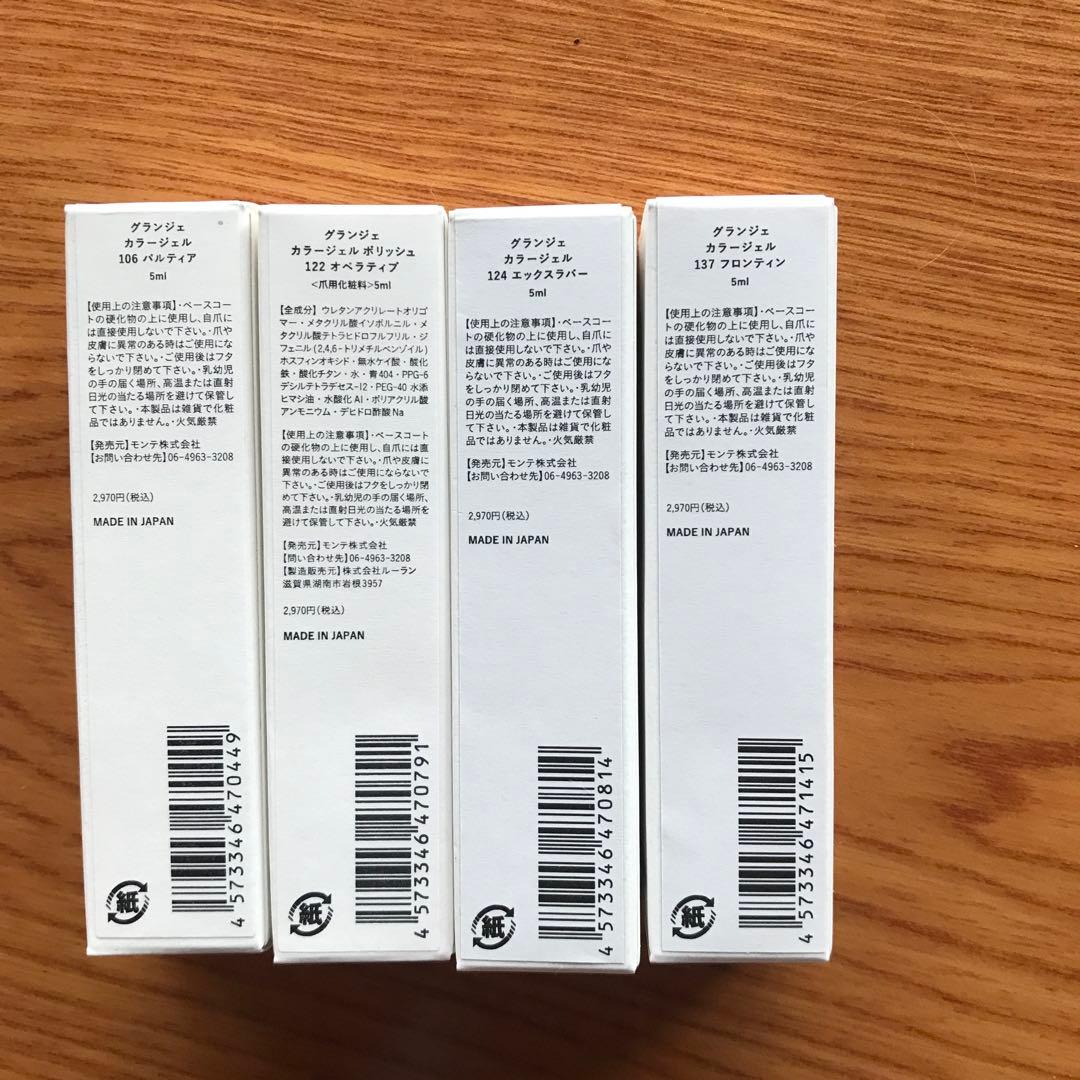 グランジェ
カラージェル
106 バルティア
5ml
【使用上の注意事項】・ベースコー
トの硬化物の上に使用し、自爪に
は直接使用しないで下さい。・爪や
皮膚に異常のある時はご使用にな
らないで下さい。・ご使用後はフタ
をしっかり閉めて下さい。・乳幼児
の手の届く場所、高温または直射
日光の当たる場所を避けて保管し
て下さい。・本製品は雑貨で化粧
品ではありません。・火気厳禁
【発売元】モンテ株式会社
【お問い合わせ先】06-4963-3208
2,970円(税込)
MADE IN JAPAN
紙
4573346470449
グランジェ
カラージェル ポリッシュ
122 オペラティブ
<爪用化粧料>5ml
【全成分】 ウレタンアクリレートオリゴ
マー・メタクリル酸イソボルニル・メ
タクリル酸テトラヒドロフルフリル・ジ
フェニル(2,4,6-トリメチルベンゾイル)
ホスフィンオキシド・無水ケイ酸・酸化
鉄・酸化チタン・水・青404・PPG-6
デシルテトラデセス-12・PEG-40 水添
ヒマシ油・水酸化Al・ポリアクリル酸
アンモニウム・デヒドロ酢酸Na
【使用上の注意事項】・ベースコート
の硬化物の上に使用し、自爪には直
接使用しないで下さい。・爪や皮膚に
異常のある時はご使用にならないで
下さい。・ご使用後はフタをしっかり閉
めて下さい。・乳幼児の手の届く場所、
高温または直射日光の当たる場所を
避けて保管して下さい。・火気厳禁
【発売元】モンテ株式会社
【問い合わせ先】06-4963-3208
【製造販売元】株式会社ルーラン
滋賀県湖南市岩根3957
2,970円(税込)
MADE IN JAPAN
紙
4573346470791
グランジェ
カラージェル
124 エックスラバー
5ml
【使用上の注意事項】・ベースコー
トの硬化物の上に使用し、自爪に
は直接使用しないで下さい。・爪や
皮膚に異常のある時はご使用にな
らないで下さい。・ご使用後はフタ
をしっかり閉めて下さい。・乳幼児
の手の届く場所、高温または直射
日光の当たる場所を避けて保管し
て下さい。・本製品は雑貨で化粧
品ではありません。・火気厳禁
【発売元】モンテ株式会社
【お問い合わせ先】06-4963-3208
2,970円(税込)
MADE IN JAPAN
紙
4573346470814
グランジェ
カラージェル
137 フロンティン
5ml
【使用上の注意事項】・ベースコー
トの硬化物の上に使用し、自爪に
は直接使用しないで下さい。・爪や
皮膚に異常のある時はご使用にな
らないで下さい。・ご使用後はフタ
をしっかり閉めて下さい。・乳幼児
の手の届く場所、高温または直射
日光の当たる場所を避けて保管し
て下さい。・本製品は雑貨で化粧
品ではありません。・火気厳禁
【発売元】モンテ株式会社
【お問い合わせ先】06-4963-3208
2,970円(税込)
MADE IN JAPAN
紙
4573346471415